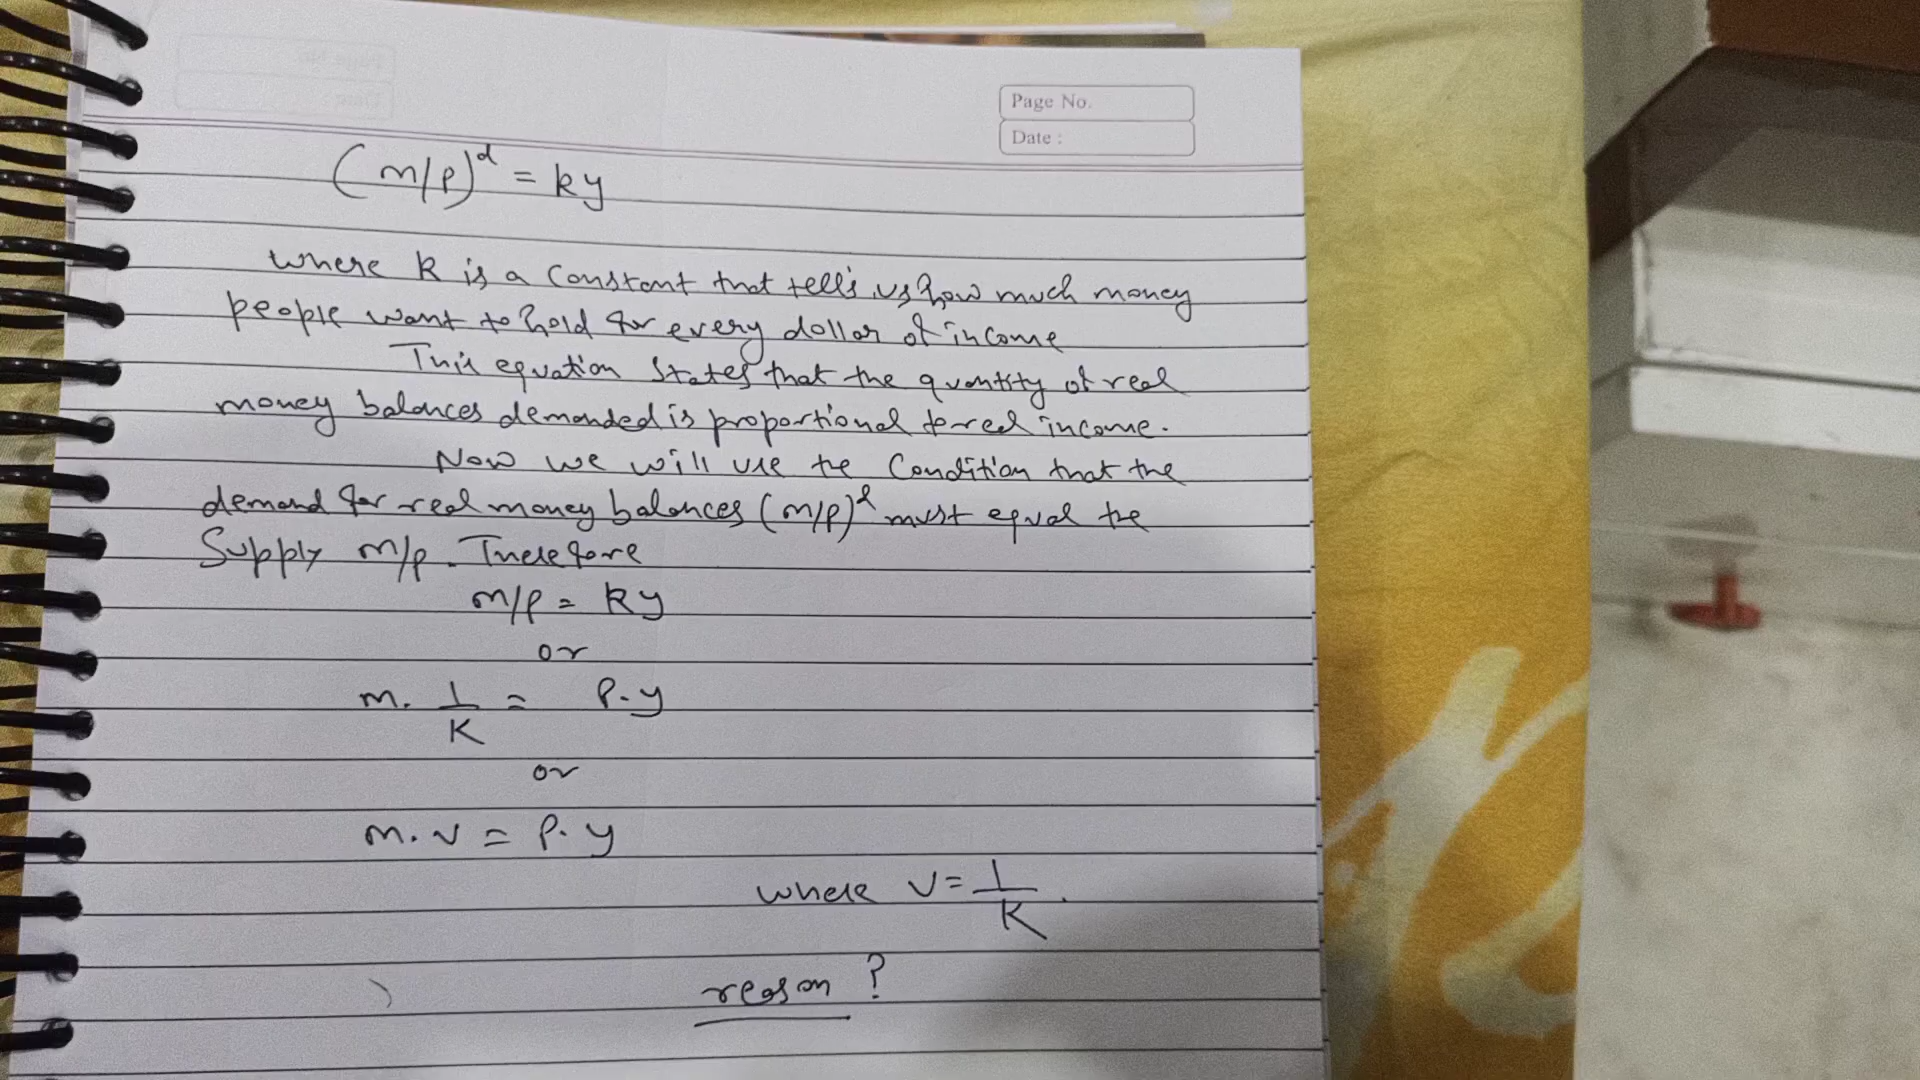 Page No.
Date :
(m/p)^d = ky
where k is a constant that tell's us how much money
people want to hold for every dollar of income
This equation states that the quantity of real
money balances demanded is proportional to real income.
Now we will use the condition that the
demand for real money balances (m/p)^d must equal the
Supply m/p. Therefore
m/p = ky
or
m. 1/K = P.y
or
m.v = P.y
where v = 1/K.
reason ?